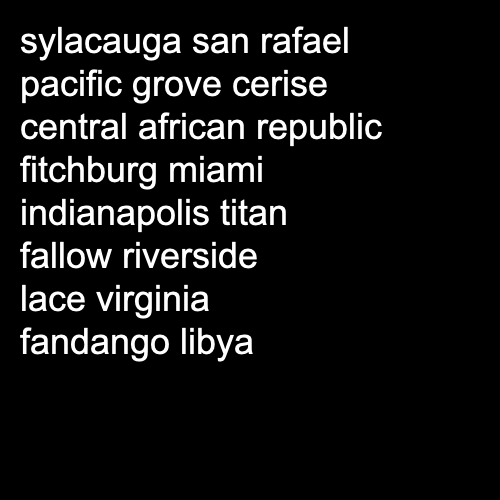 sylacauga san rafael
pacific grove cerise
central african republic
fitchburg miami
indianapolis titan
fallow riverside
lace virginia
fandango libya